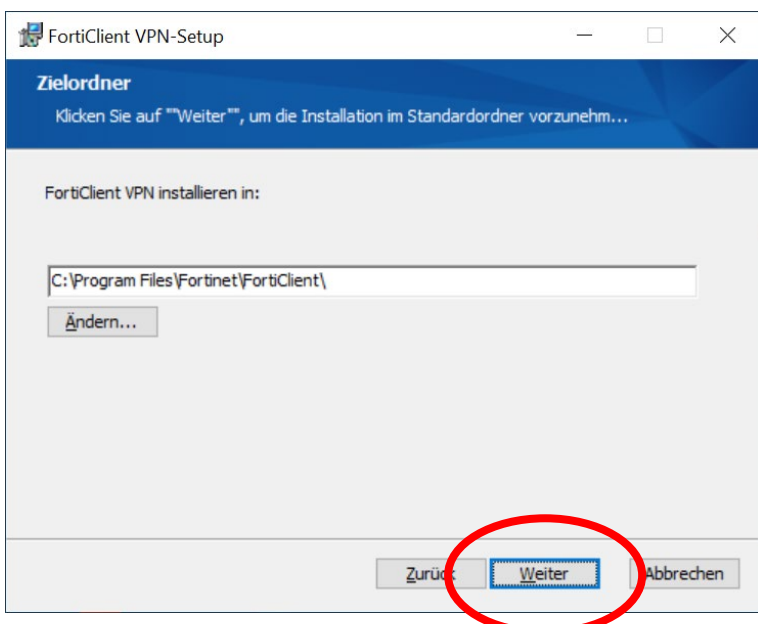 FortiClient VPN-Setup
Zielordner
Klicken Sie auf ""Weiter"", um die Installation im Standardordner vorzunehm...
FortiClient VPN installieren in:
C:\Program Files\Fortinet\FortiClient\
Ändern...
Zurück Weiter Abbrechen